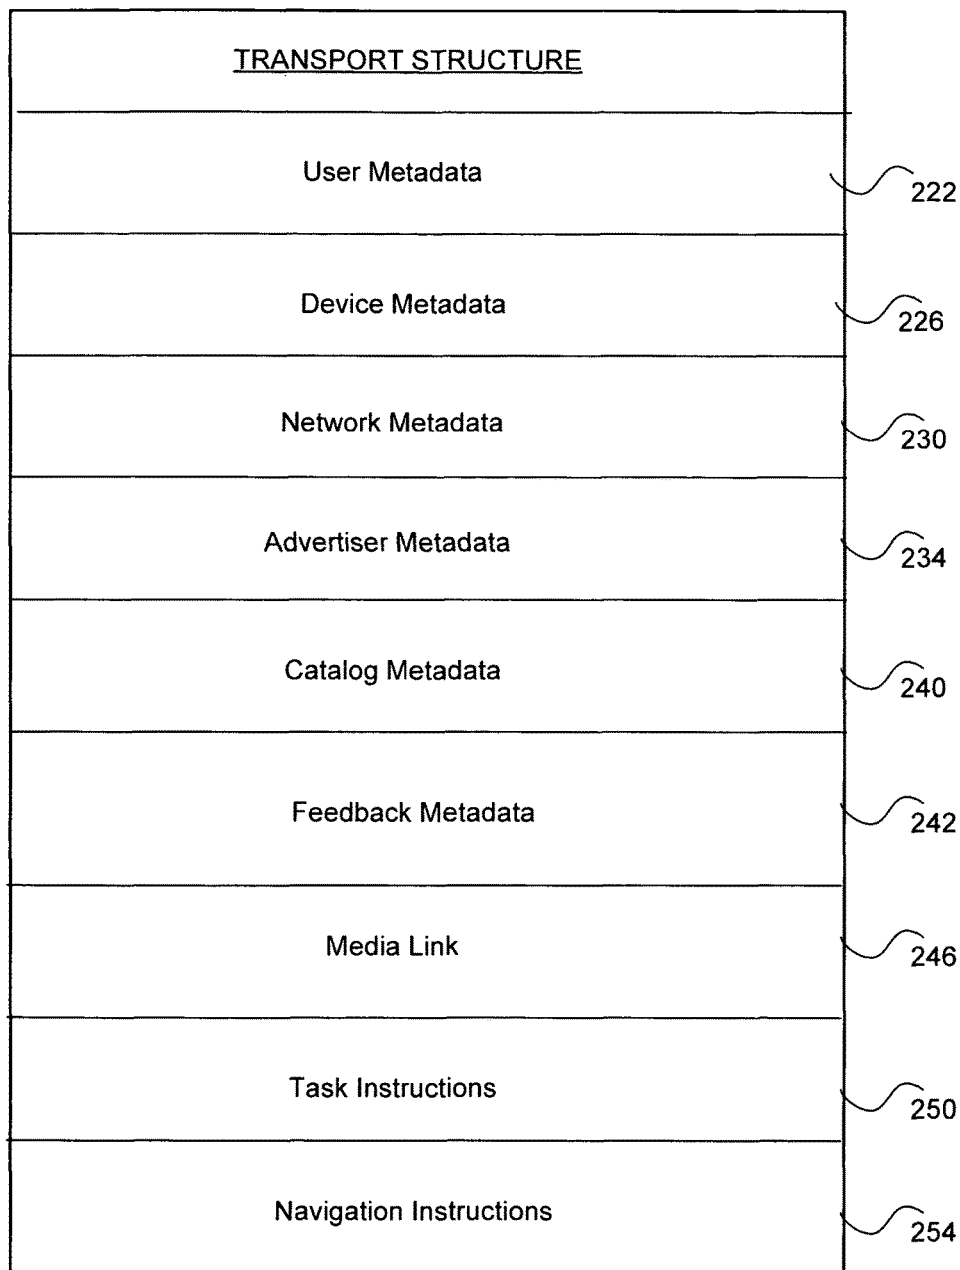 TRANSPORT STRUCTURE
User Metadata
222
Device Metadata
226
Network Metadata
230
Advertiser Metadata
234
Catalog Metadata
240
Feedback Metadata
242
Media Link
246
Task Instructions
250
Navigation Instructions
254